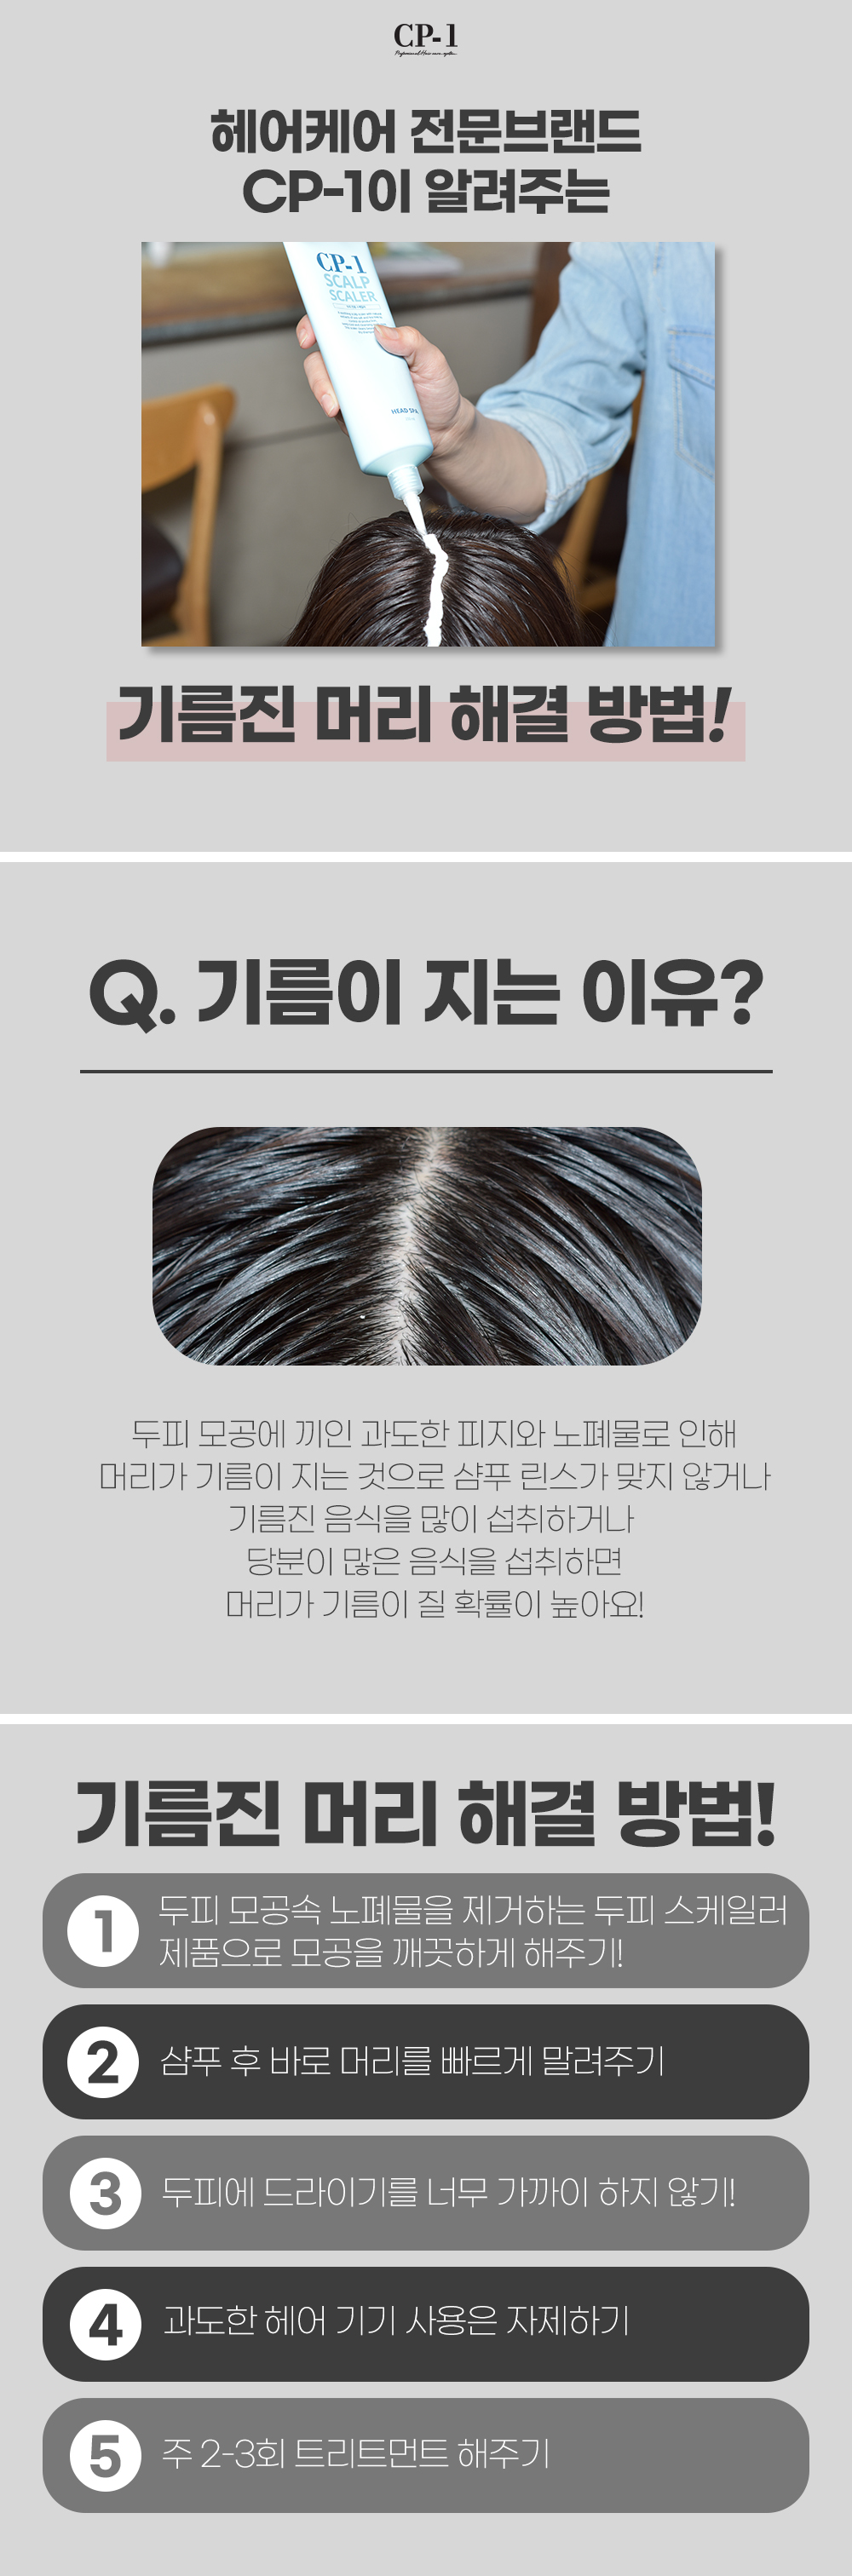 CP-1
Professional Hair care system
헤어케어 전문브랜드
CP-1이 알려주는
CP-1
SCALP
SCALER
HEAD SPA
기름진 머리 해결 방법!
Q. 기름이 지는 이유?
두피 모공에 끼인 과도한 피지와 노폐물로 인해
머리가 기름이 지는 것으로 샴푸 린스가 맞지 않거나
기름진 음식을 많이 섭취하거나
당분이 많은 음식을 섭취하면
머리가 기름이 질 확률이 높아요!
기름진 머리 해결 방법!
1 두피 모공속 노폐물을 제거하는 두피 스케일러
제품으로 모공을 깨끗하게 해주기!
2 샴푸 후 바로 머리를 빠르게 말려주기
3 두피에 드라이기를 너무 가까이 하지 않기!
4 과도한 헤어 기기 사용은 자제하기
5 주 2-3회 트리트먼트 해주기